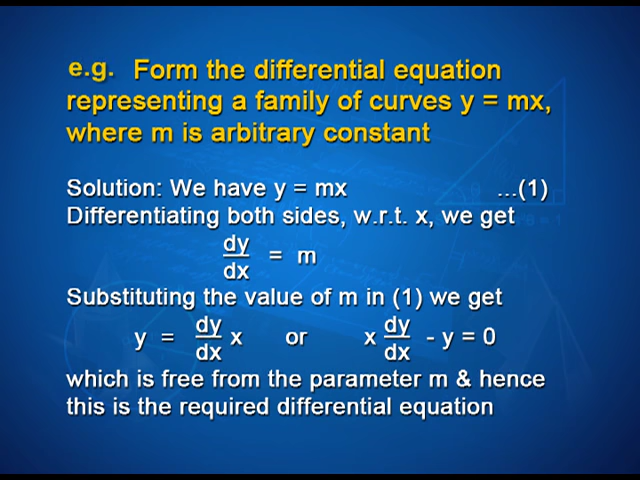 e.g. Form the differential equation
representing a family of curves y = mx,
where m is arbitrary constant
Solution: We have y = mx ...(1)
Differentiating both sides, w.r.t. x, we get
dy/dx = m
Substituting the value of m in (1) we get
y = dy/dx x or x dy/dx - y = 0
which is free from the parameter m & hence
this is the required differential equation